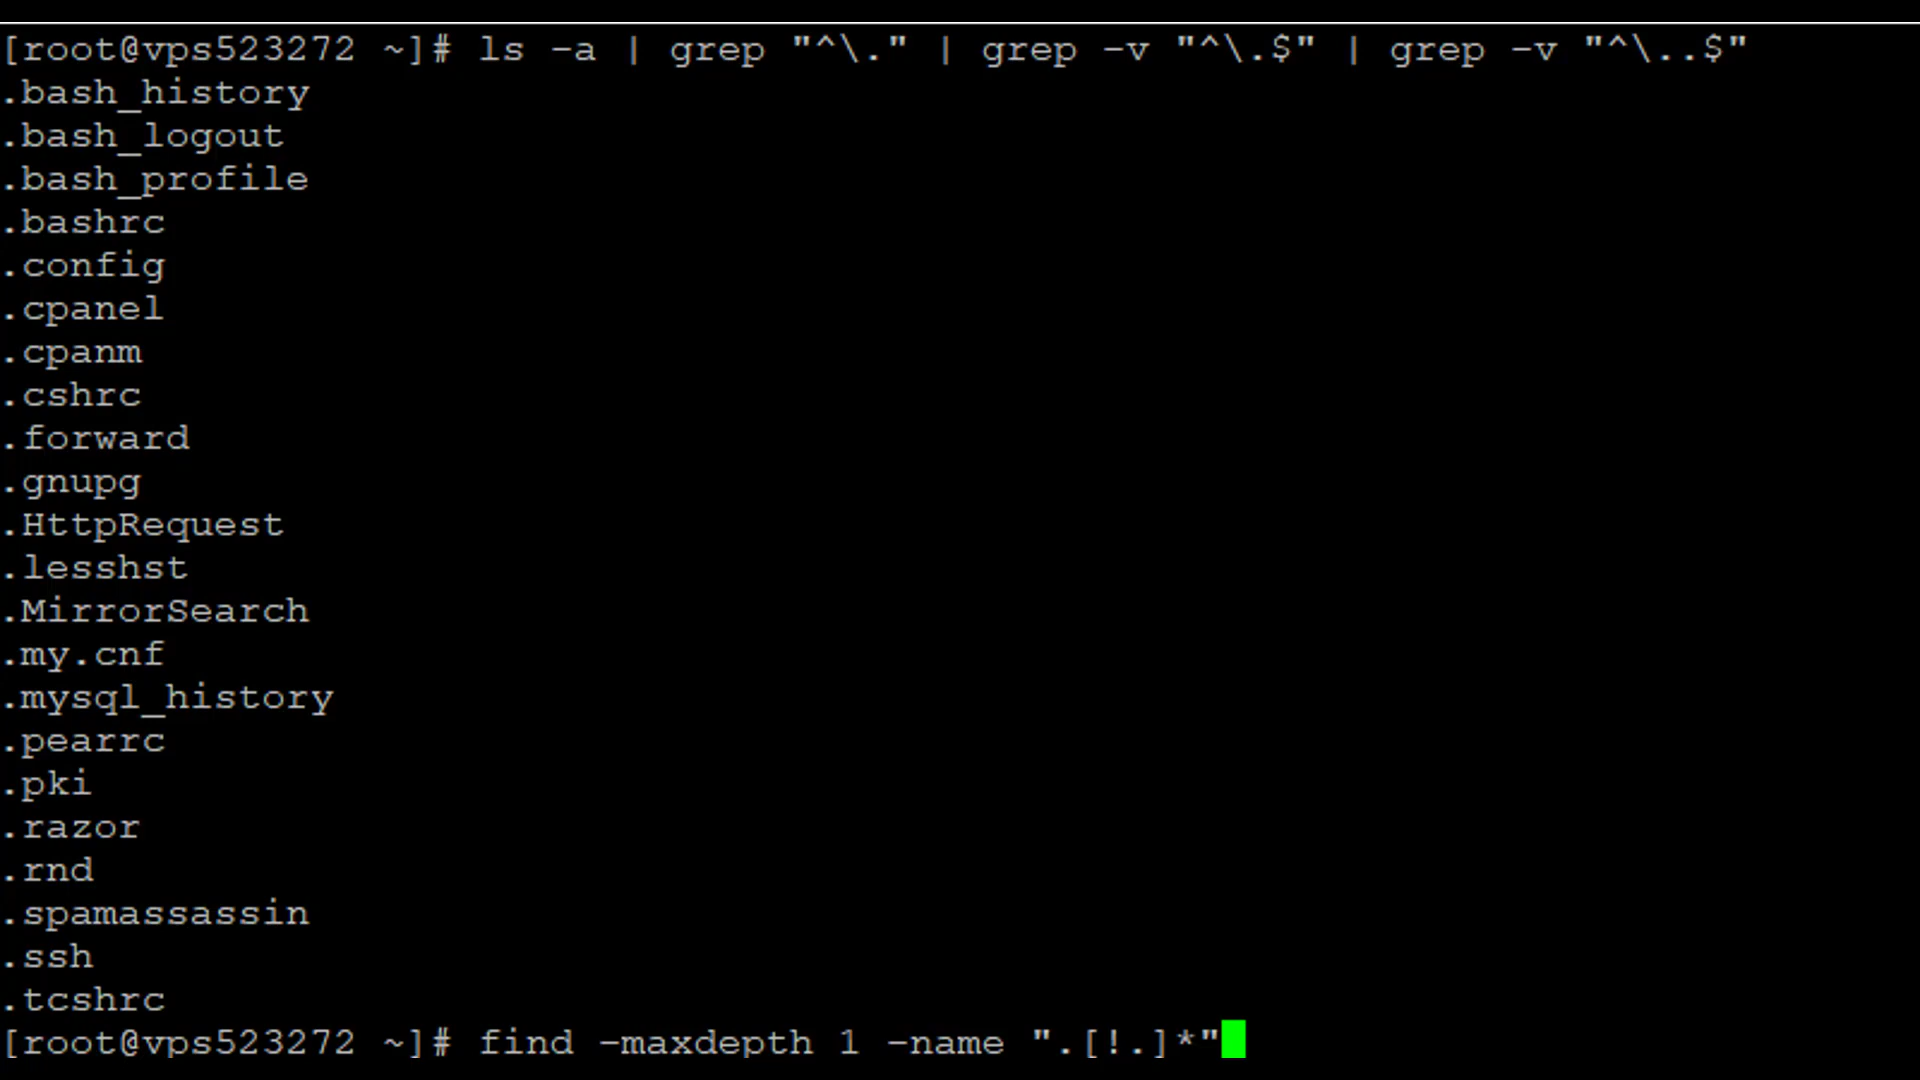 [root@vps523272 ~]# ls -a | grep "^\." | grep -v "^\.$" | grep -v "^\..$"
.bash_history
.bash_logout
.bash_profile
.bashrc
.config
.cpanel
.cpanm
.cshrc
.forward
.gnupg
.HttpRequest
.lesshst
.MirrorSearch
.my.cnf
.mysql_history
.pearrc
.pki
.razor
.rnd
.spamassassin
.ssh
.tcshrc
[root@vps523272 ~]# find -maxdepth 1 -name ".[!.]*"